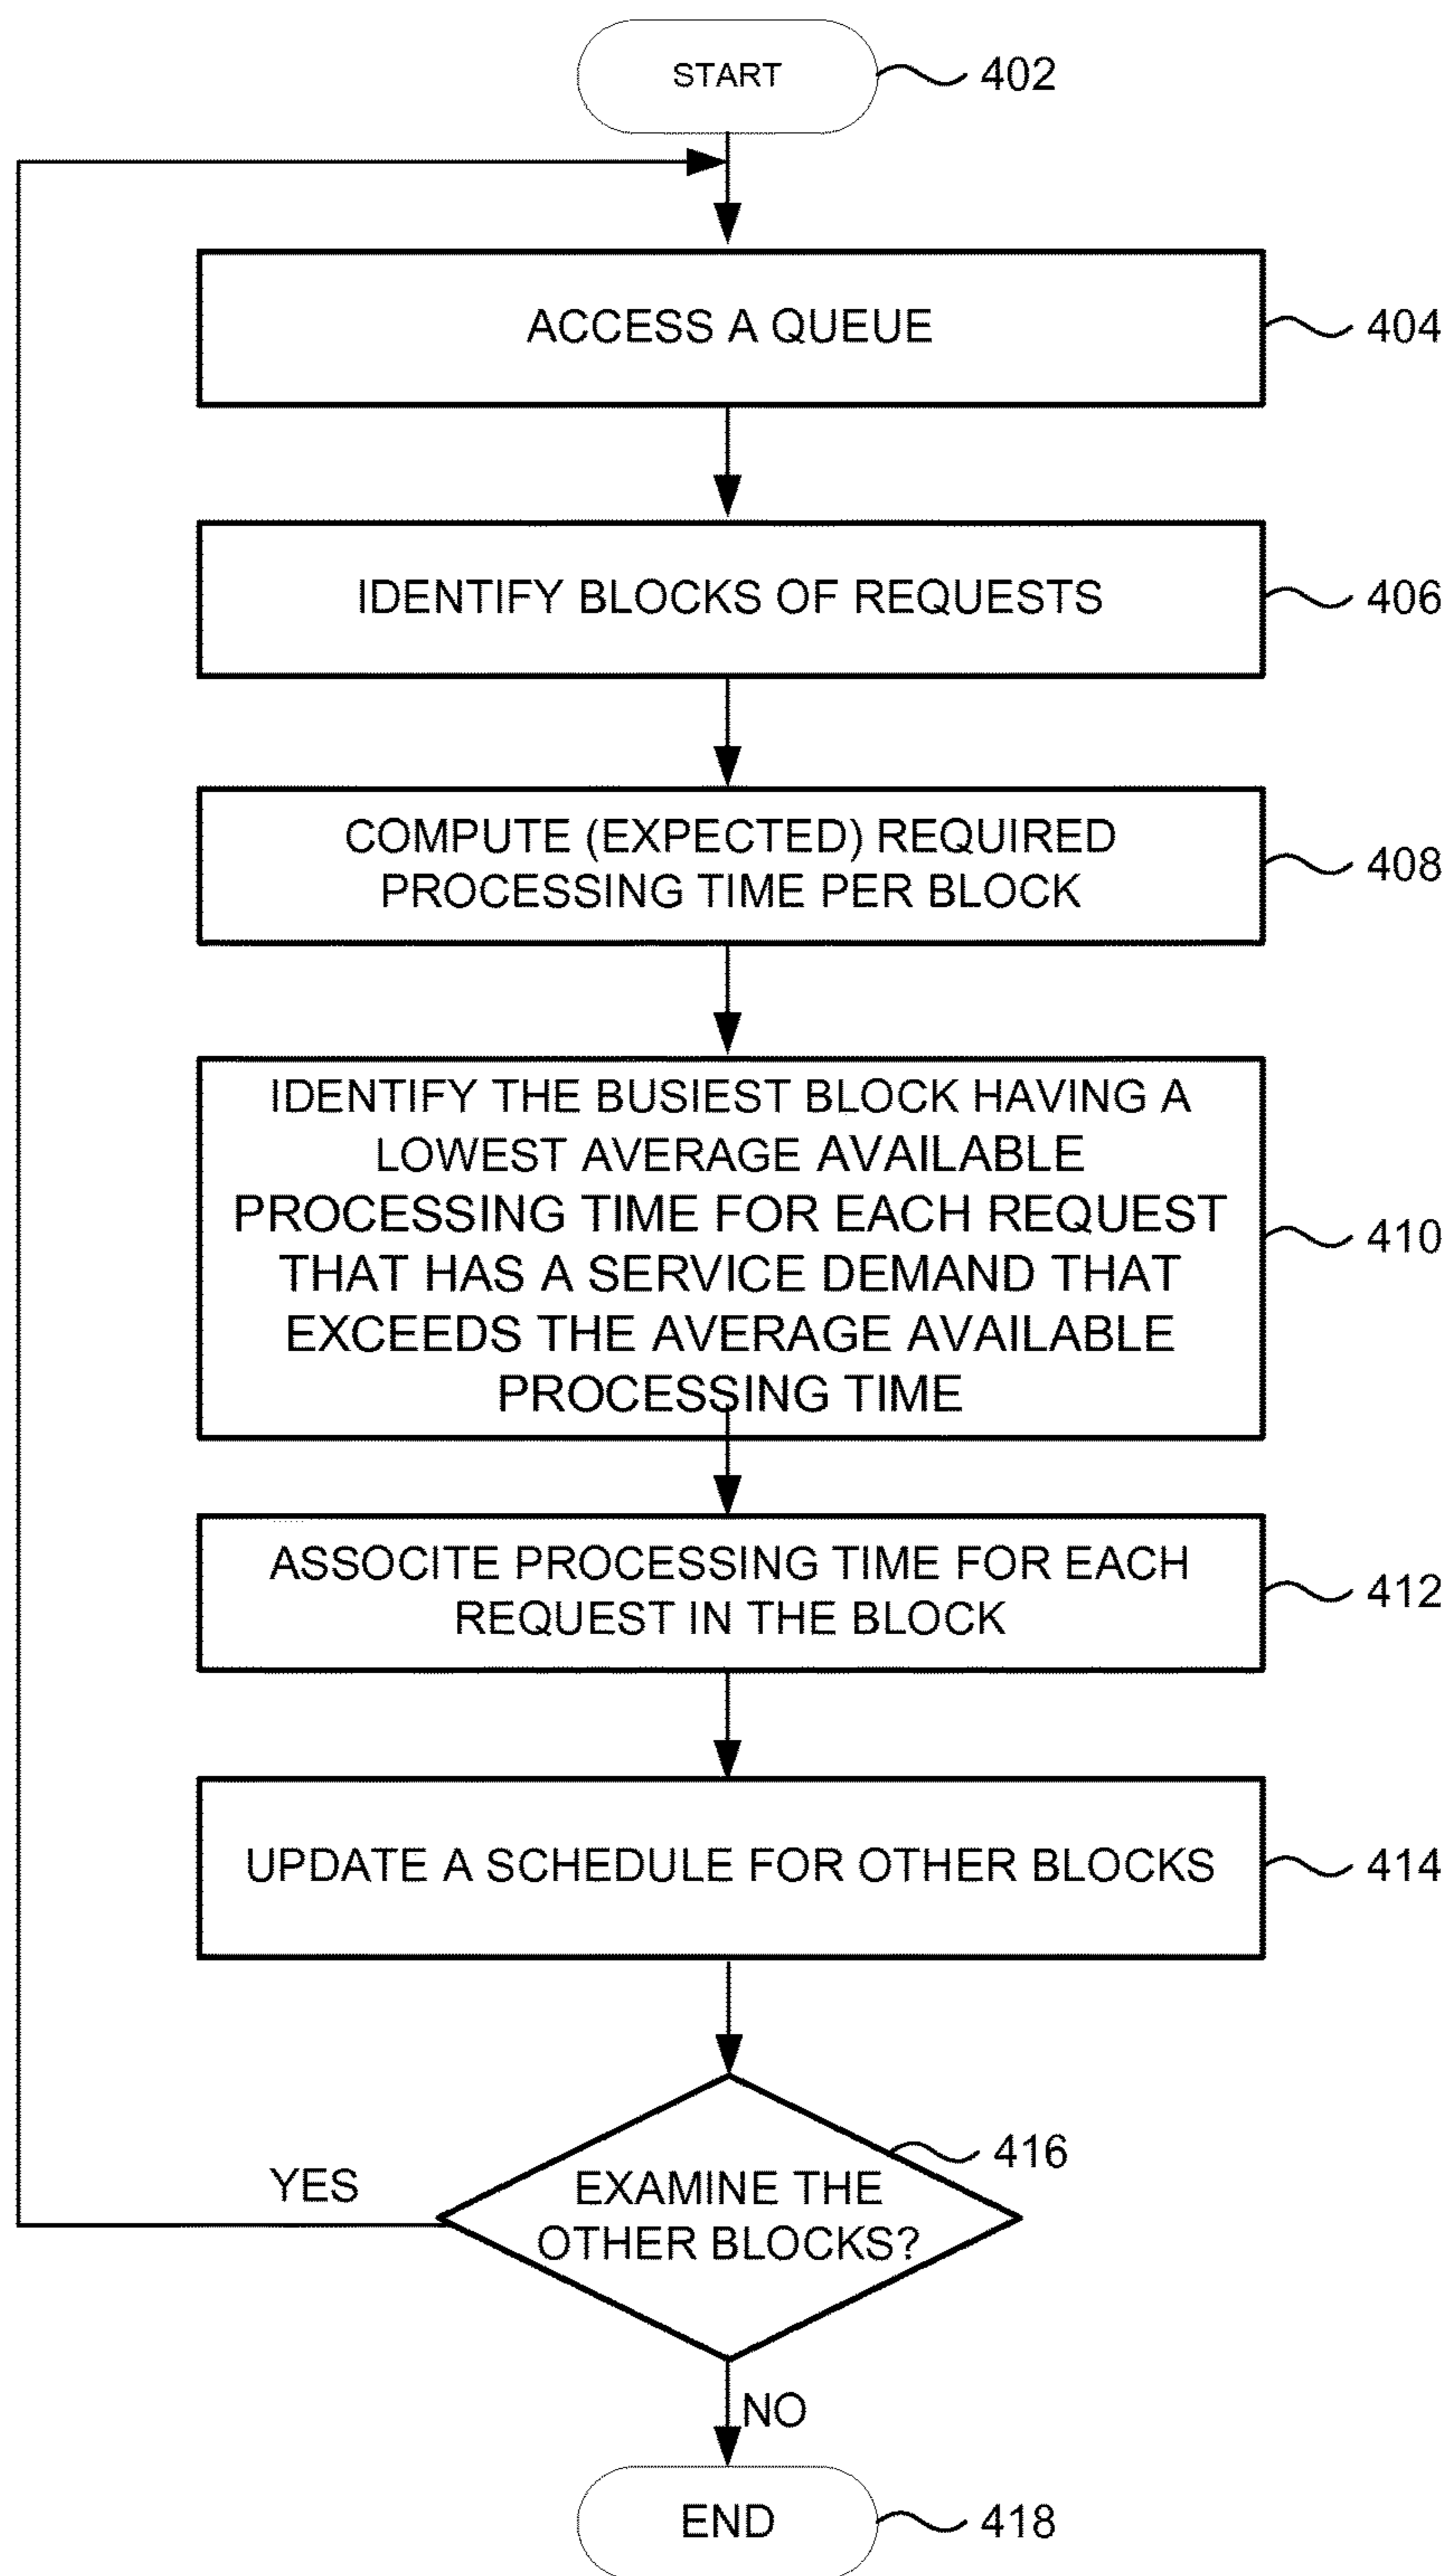 START
402
ACCESS A QUEUE
404
IDENTIFY BLOCKS OF REQUESTS
406
COMPUTE (EXPECTED) REQUIRED
PROCESSING TIME PER BLOCK
408
IDENTIFY THE BUSIEST BLOCK HAVING A
LOWEST AVERAGE AVAILABLE
PROCESSING TIME FOR EACH REQUEST
THAT HAS A SERVICE DEMAND THAT
EXCEEDS THE AVERAGE AVAILABLE
PROCESSING TIME
410
ASSOCITE PROCESSING TIME FOR EACH
REQUEST IN THE BLOCK
412
UPDATE A SCHEDULE FOR OTHER BLOCKS
414
416
YES
EXAMINE THE
OTHER BLOCKS?
NO
END
418